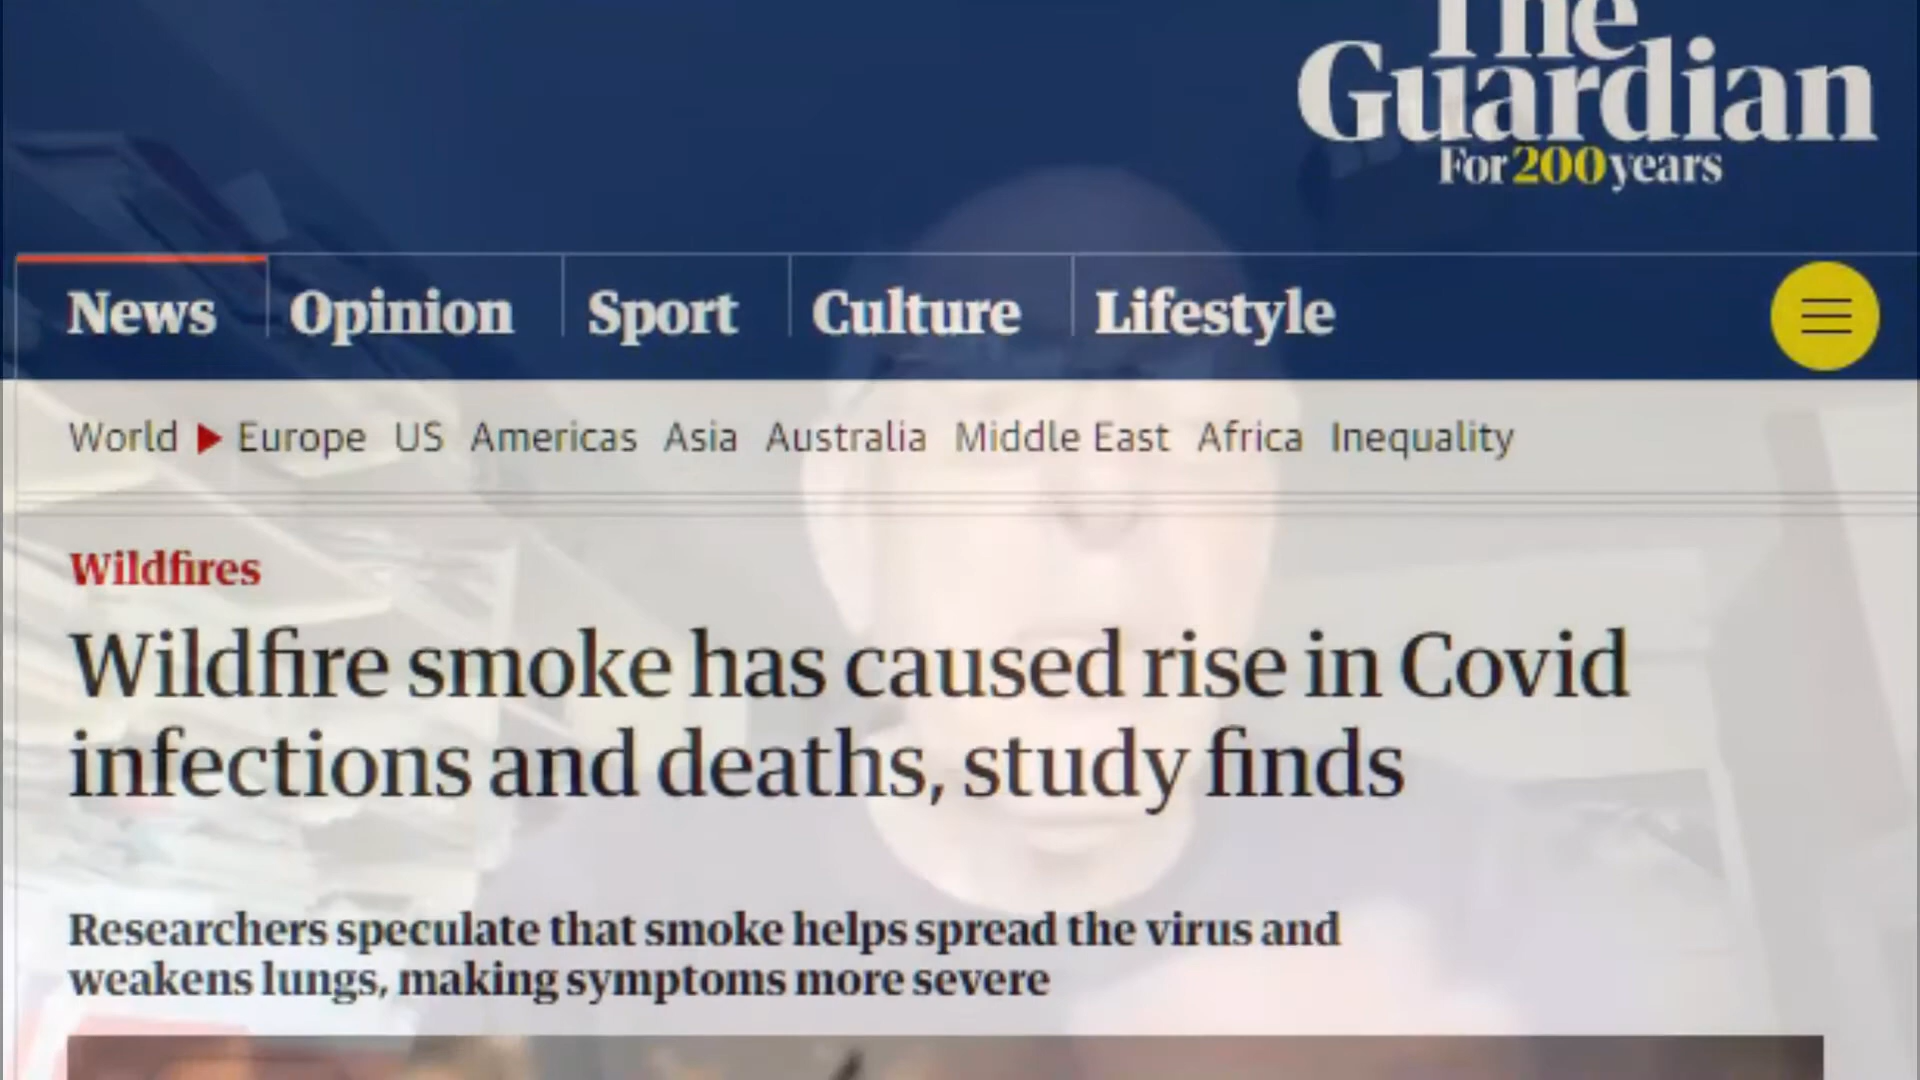 The
Guardian
For 200 years
News Opinion Sport Culture Lifestyle
World Europe US Americas Asia Australia Middle East Africa Inequality
Wildfires
Wildfire smoke has caused rise in Covid
infections and deaths, study finds
Researchers speculate that smoke helps spread the virus and
weakens lungs, making symptoms more severe